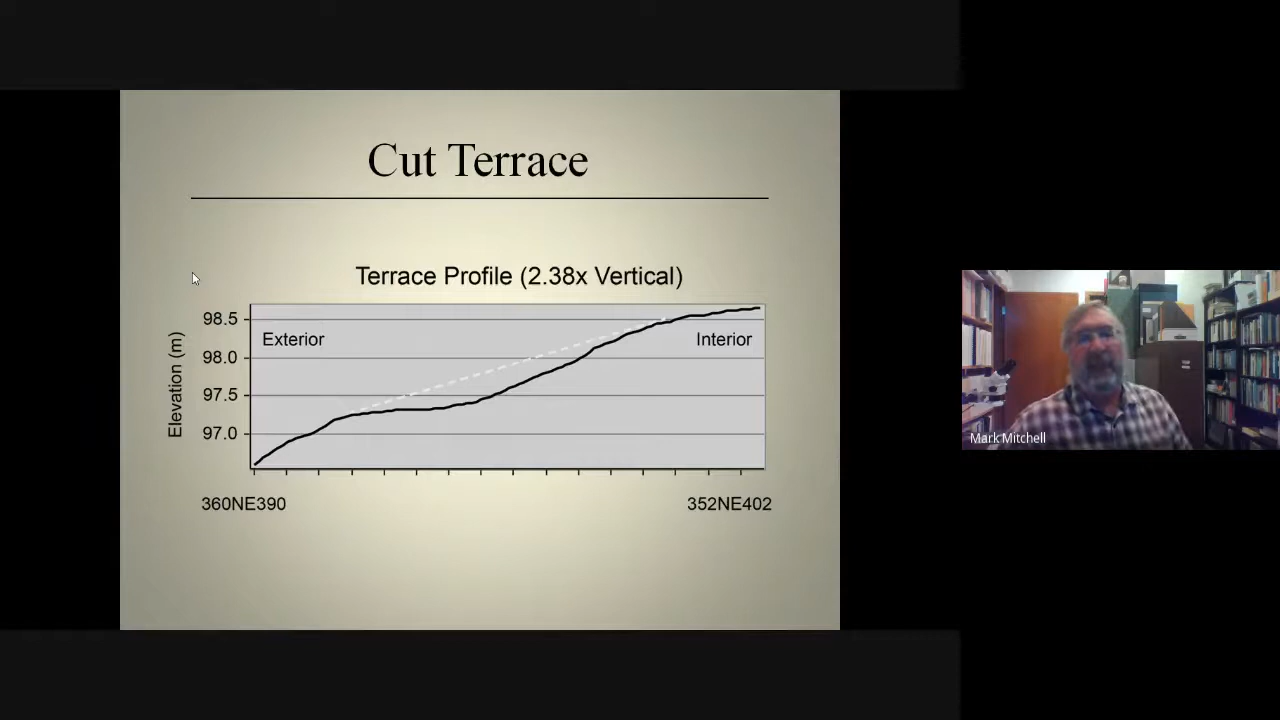 Cut Terrace
Terrace Profile (2.38x Vertical)
Elevation (m)
98.5
98.0
97.5
97.0
Exterior
Interior
360NE390
352NE402
Mark Mitchell